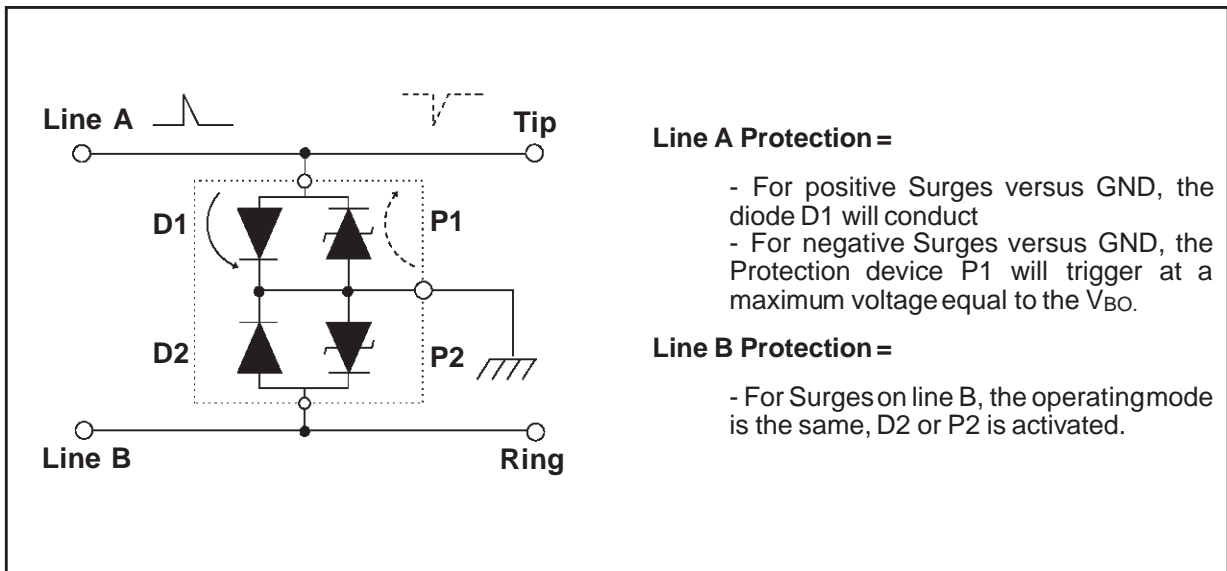 Line A
Tip
D1
P1
D2
P2
Line B
Ring
Line A Protection =
- For positive Surges versus GND, the
diode D1 will conduct
- For negative Surges versus GND, the
Protection device P1 will trigger at a
maximum voltage equal to the VBO.
Line B Protection =
- For Surges on line B, the operating mode
is the same, D2 or P2 is activated.